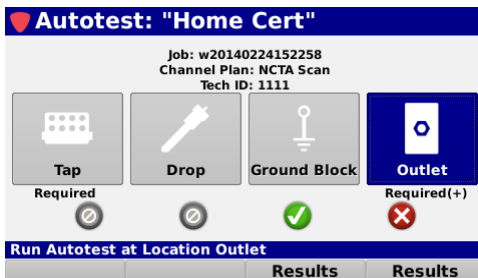 Autotest: "Home Cert"
Job: w20140224152258
Channel Plan: NCTA Scan
Tech ID: 1111
Tap Drop Ground Block Outlet
Required Required(+)
Run Autotest at Location Outlet
Results Results